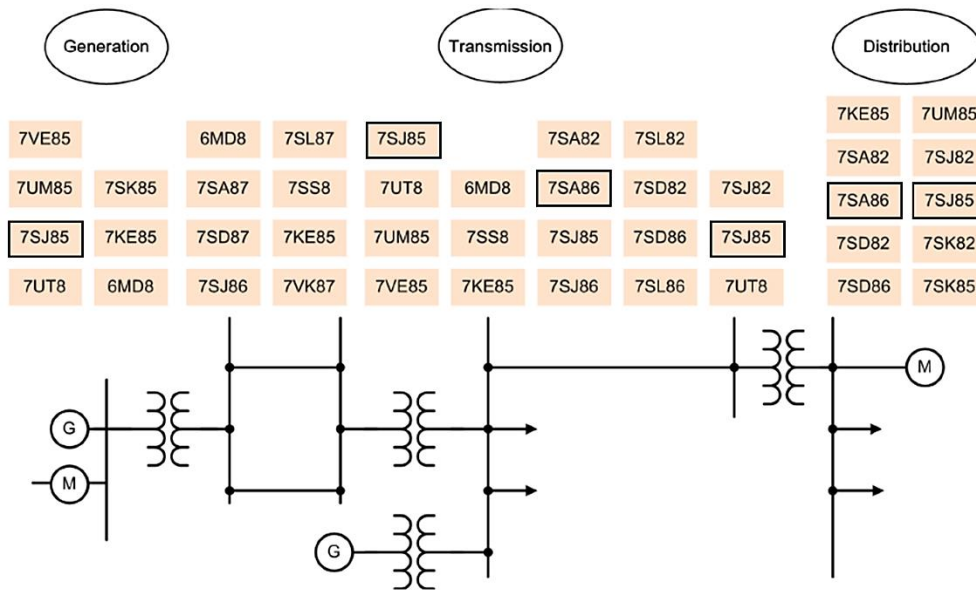 Generation Transmission Distribution
7KE85 7UM85
7VE85 6MD8 7SL87 7SJ85 7SA82 7SL82
7SA82 7SJ82
7UM85 7SK85 7SA87 7SS8 7UT8 6MD8 7SA86 7SD82 7SJ82
7SA86 7SJ85
7SJ85 7KE85 7SD87 7KE85 7UM85 7SS8 7SJ85 7SD86 7SJ85
7SD82 7SK82
7UT8 6MD8 7SJ86 7VK87 7VE85 7KE85 7SJ86 7SL86 7UT8
7SD86 7SK85
M
G
M
G